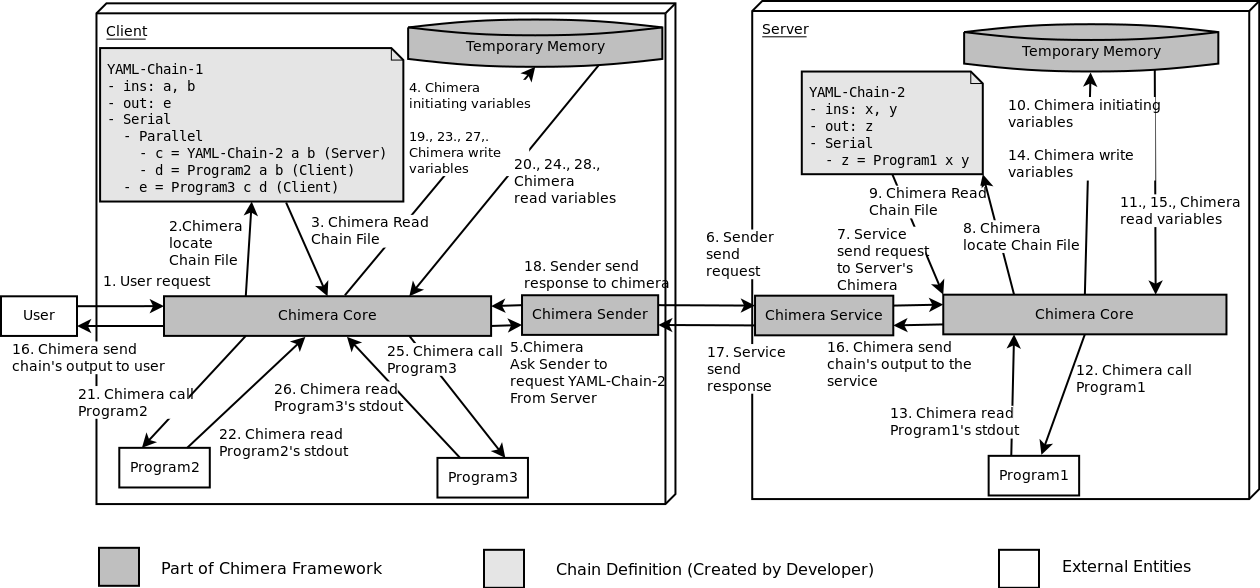 Client
YAML-Chain-1
- ins: a, b
- out: e
- Serial
- Parallel
- c = YAML-Chain-2 a b (Server)
- d = Program2 a b (Client)
- e = Program3 c d (Client)
Temporary Memory
4. Chimera
initiating variables
19., 23., 27,.
Chimera write
variables
20., 24., 28.,
Chimera
read variables
2.Chimera
locate
Chain File
3. Chimera Read
Chain File
1. User request
User
Chimera Core
18. Sender send
response to chimera
Chimera Sender
16. Chimera send
chain's output to user
21. Chimera call
Program2
22. Chimera read
Program2's stdout
26. Chimera read
Program3's stdout
25. Chimera call
Program3
5.Chimera
Ask Sender to
request YAML-Chain-2
From Server
Program2
Program3
6. Sender
send
request
17. Service
send
response
Server
YAML-Chain-2
- ins: x, y
- out: z
- Serial
- z = Program1 x y
Temporary Memory
10. Chimera initiating
variables
14. Chimera write
variables
11., 15., Chimera
read variables
9. Chimera Read
Chain File
7. Service
send request
to Server's
Chimera
8. Chimera
locate Chain File
Chimera Service
Chimera Core
16. Chimera send
chain's output to the
service
12. Chimera call
Program1
13. Chimera read
Program1's stdout
Program1
Part of Chimera Framework
Chain Definition (Created by Developer)
External Entities